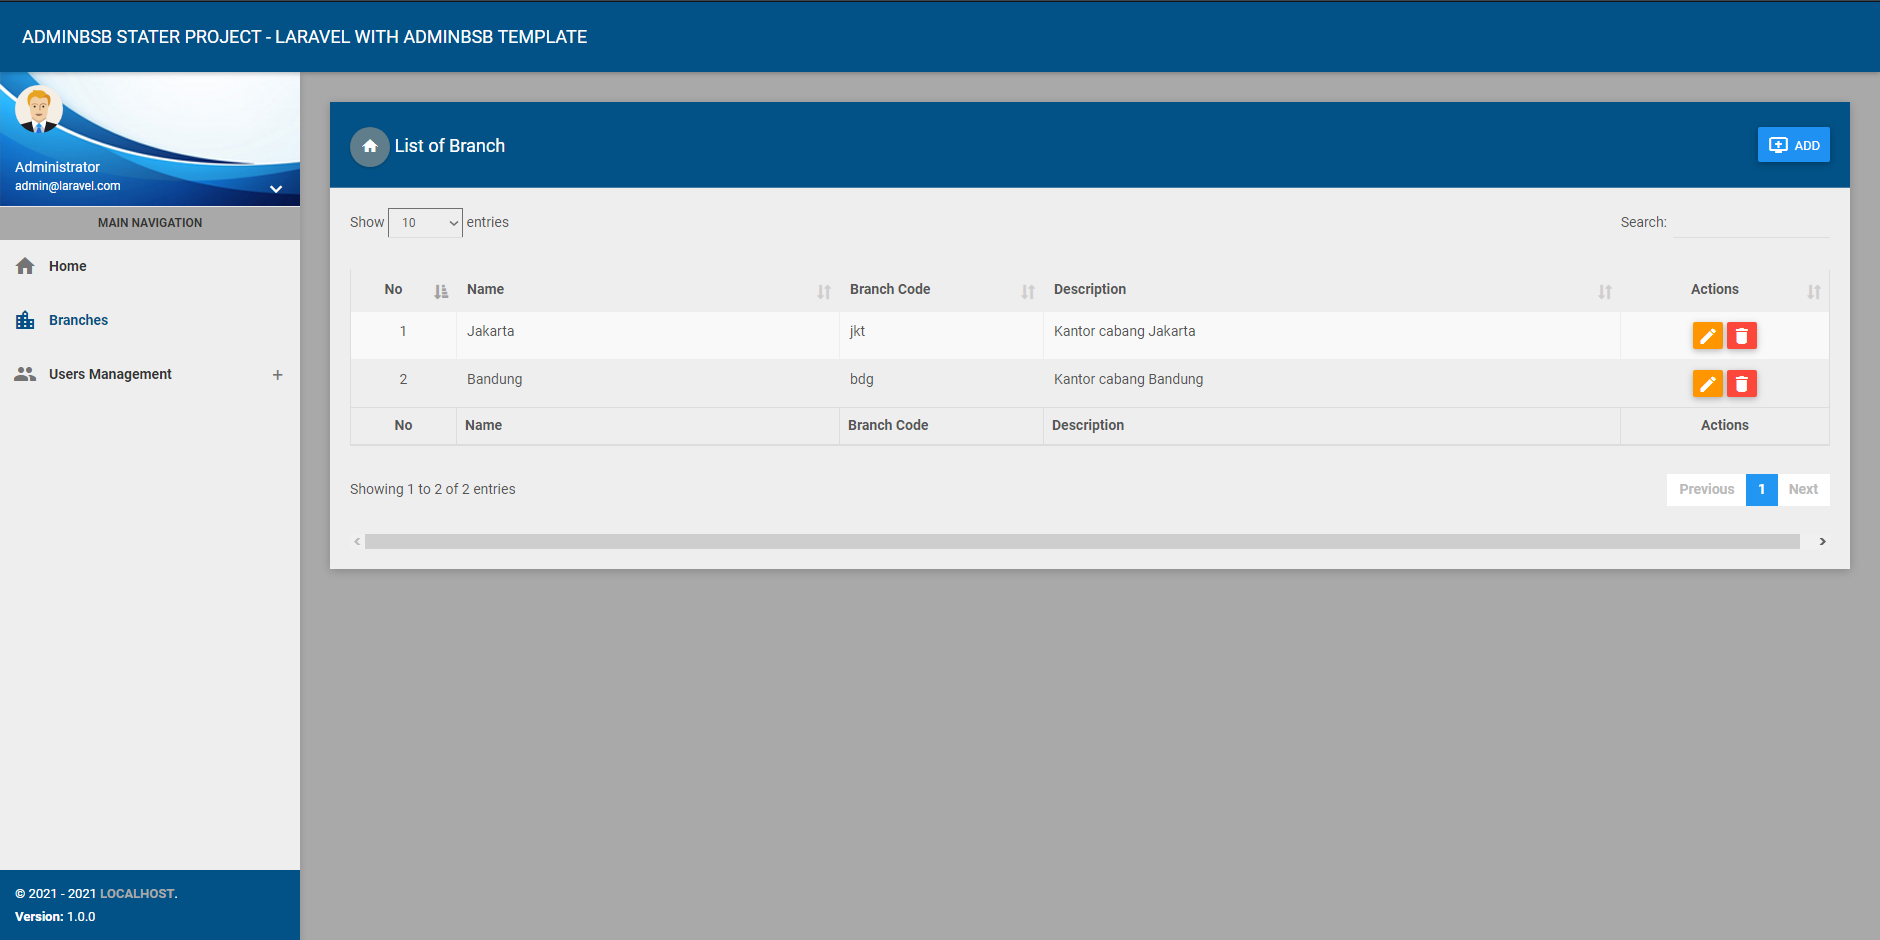 ADMINBSB STATER PROJECT - LARAVEL WITH ADMINBSB TEMPLATE
Administrator
admin@laravel.com
MAIN NAVIGATION
Home
Branches
Users Management +
© 2021 - 2021 LOCALHOST.
Version: 1.0.0
List of Branch
ADD
Show 10 entries
Search:
No Name Branch Code Description Actions
1 Jakarta jkt Kantor cabang Jakarta
2 Bandung bdg Kantor cabang Bandung
No Name Branch Code Description Actions
Showing 1 to 2 of 2 entries
Previous 1 Next